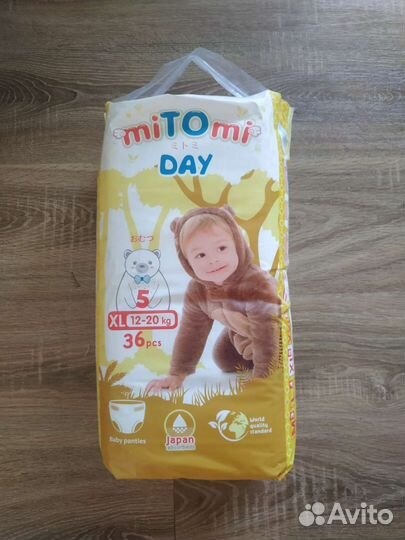 miTOmi
ミトミ
DAY
おむつ
5
XL 12-20 kg
36 pcs
Baby panties
Japan
absorbent
World
quality
standard
Avito